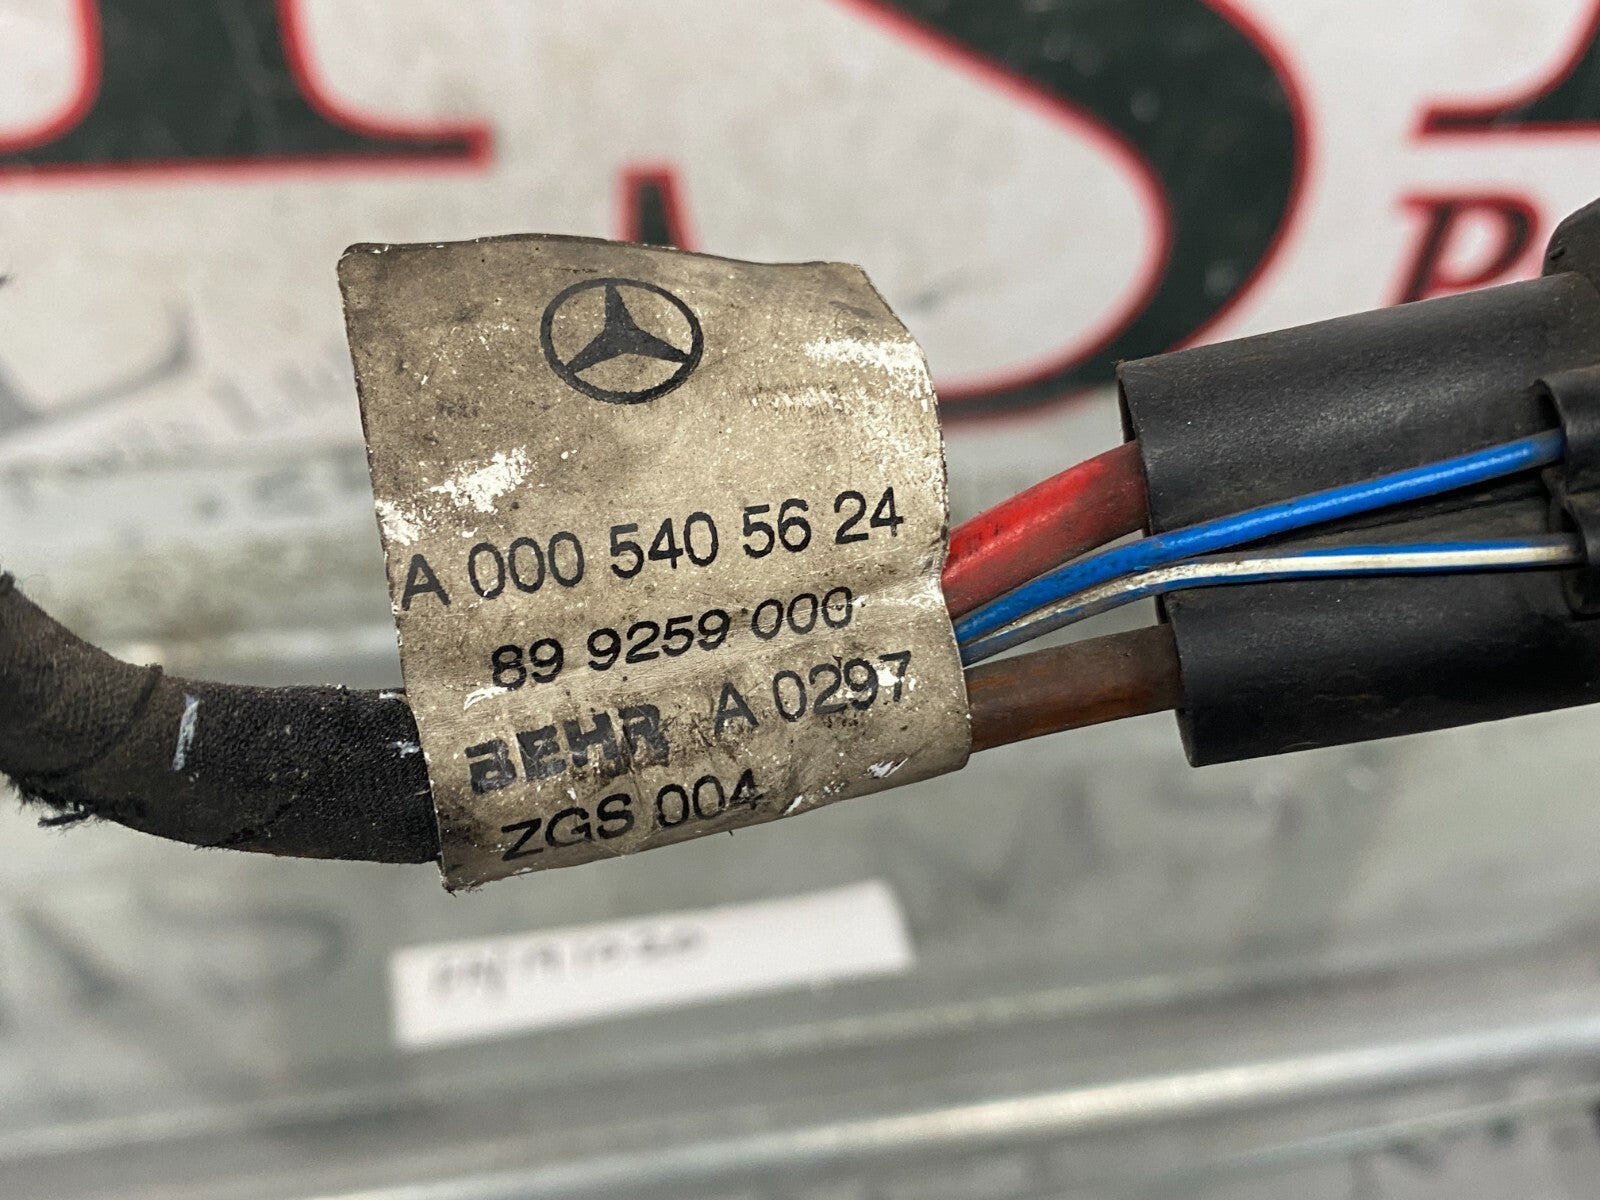 A 000 540 56 24
89 9259 000
BEHR A 0297
ZGS 004